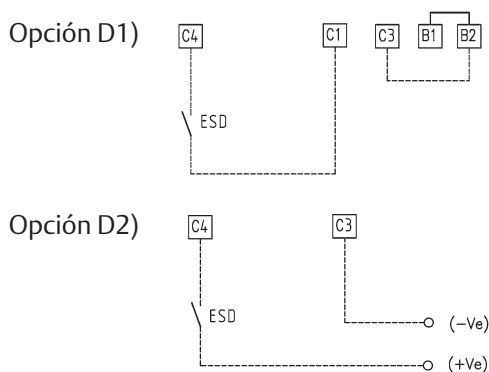 Opción D1)
C4 C1 C3 B1 B2
ESD
Opción D2)
C4 C3
ESD
(-Ve)
(+Ve)